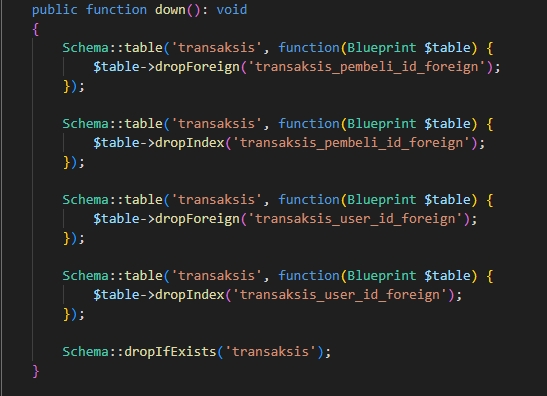 public function down(): void
{
    Schema::table('transaksis', function(Blueprint $table) {
        $table->dropForeign('transaksis_pembeli_id_foreign');
    });

    Schema::table('transaksis', function(Blueprint $table) {
        $table->dropIndex('transaksis_pembeli_id_foreign');
    });

    Schema::table('transaksis', function(Blueprint $table) {
        $table->dropForeign('transaksis_user_id_foreign');
    });

    Schema::table('transaksis', function(Blueprint $table) {
        $table->dropIndex('transaksis_user_id_foreign');
    });

    Schema::dropIfExists('transaksis');
}